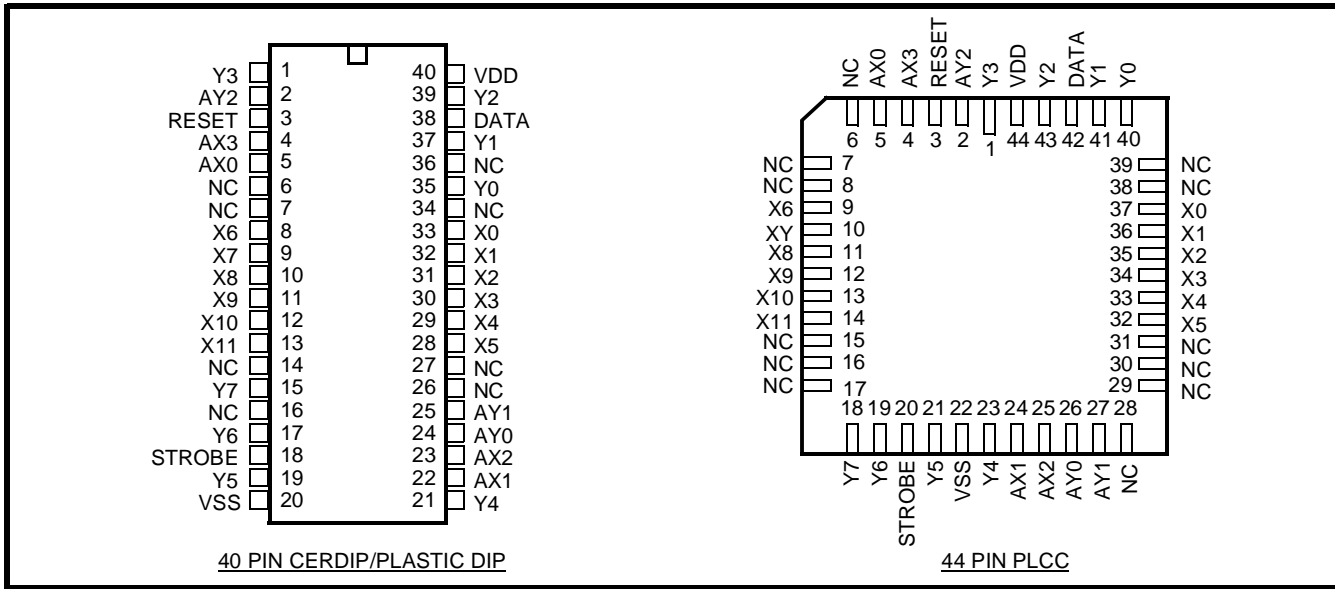 Y3 1 40 VDD
AY2 2 39 Y2
RESET 3 38 DATA
AX3 4 37 Y1
AX0 5 36 NC
NC 6 35 Y0
NC 7 34 NC
X6 8 33 X0
X7 9 32 X1
X8 10 31 X2
X9 11 30 X3
X10 12 29 X4
X11 13 28 X5
NC 14 27 NC
Y7 15 26 NC
NC 16 25 AY1
Y6 17 24 AY0
STROBE 18 23 AX2
Y5 19 22 AX1
VSS 20 21 Y4
40 PIN CERDIP/PLASTIC DIP
NC AX0 AX3 RESET AY2 Y3 VDD Y2 DATA Y1 Y0
6 5 4 3 2 1 44 43 42 41 40
NC 7 39 NC
NC 8 38 NC
X6 9 37 X0
XY 10 36 X1
X8 11 35 X2
X9 12 34 X3
X10 13 33 X4
X11 14 32 X5
NC 15 31 NC
NC 16 30 NC
NC 17 29 NC
18 19 20 21 22 23 24 25 26 27 28
Y7 Y6 STROBE Y5 VSS Y4 AX1 AX2 AY0 AY1 NC
44 PIN PLCC